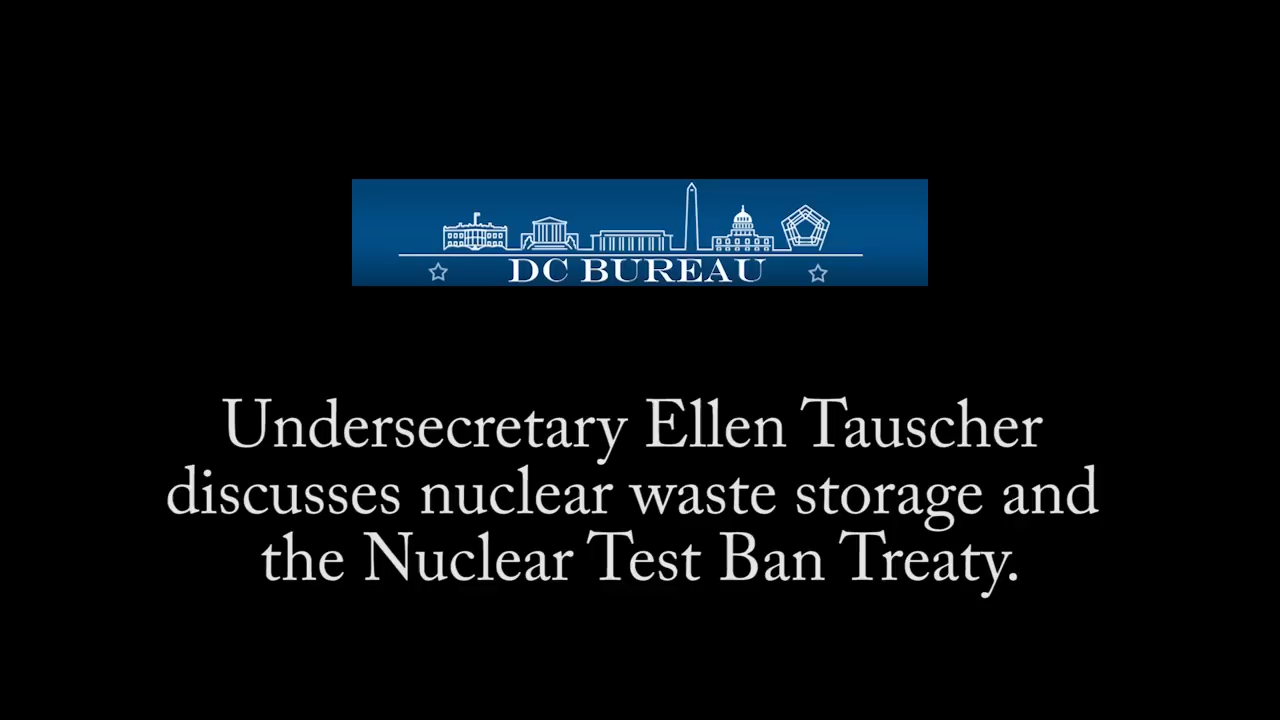 DC BUREAU
Undersecretary Ellen Tauscher
discusses nuclear waste storage and
the Nuclear Test Ban Treaty.